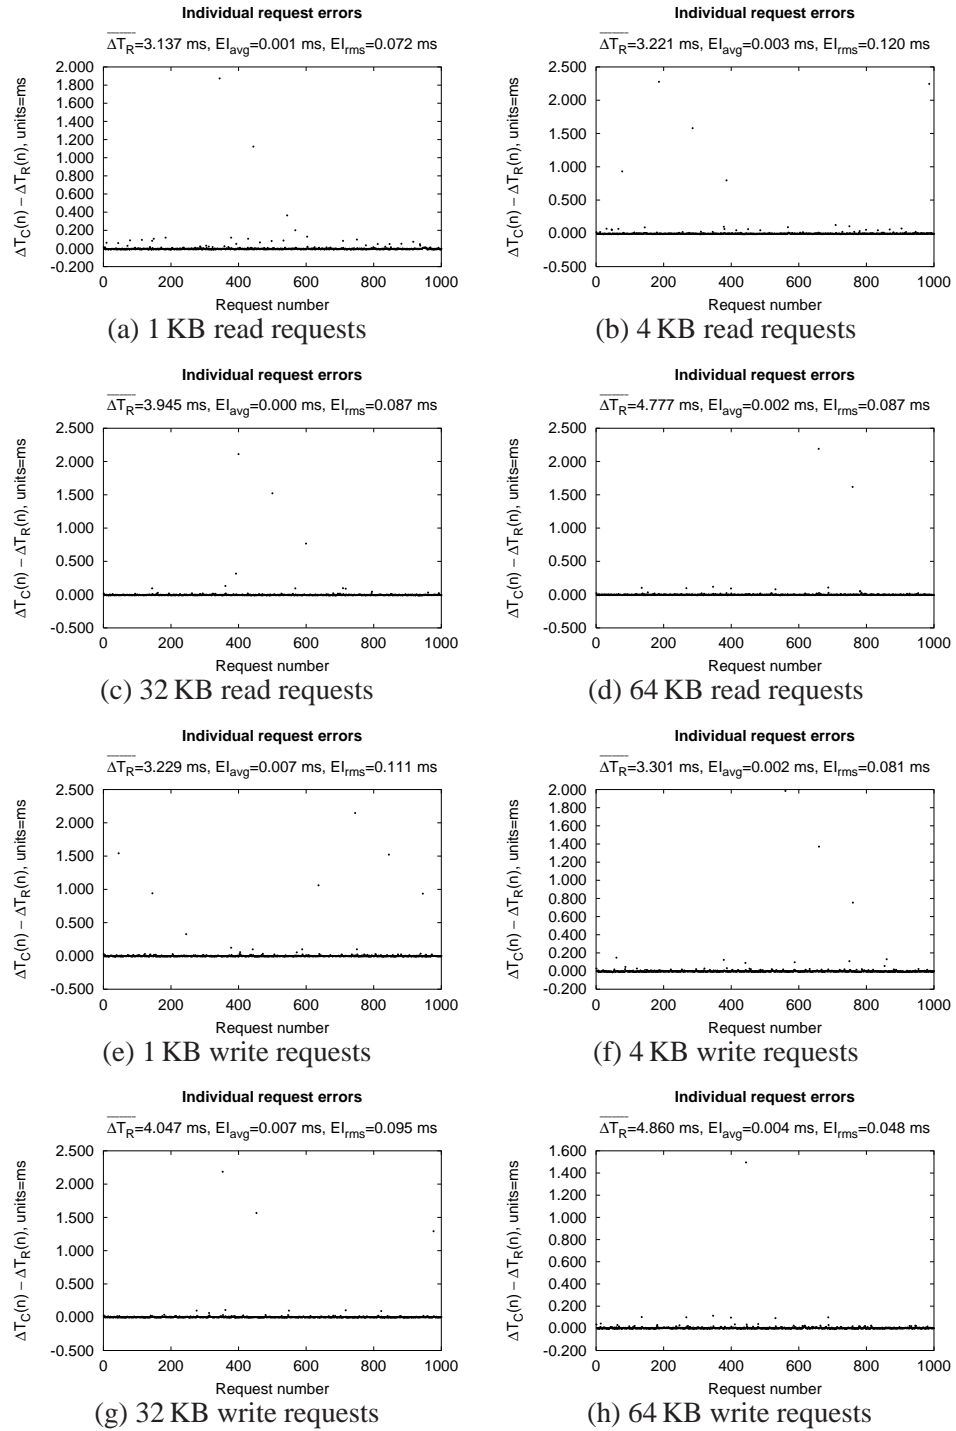 Individual request errors
ΔT_R=3.137 ms, EI_avg=0.001 ms, EI_rms=0.072 ms
ΔT_C(n) − ΔT_R(n), units=ms
2.000
1.800
1.600
1.400
1.200
1.000
0.800
0.600
0.400
0.200
0.000
-0.200
0 200 400 600 800 1000
Request number
(a) 1 KB read requests
Individual request errors
ΔT_R=3.221 ms, EI_avg=0.003 ms, EI_rms=0.120 ms
ΔT_C(n) − ΔT_R(n), units=ms
2.500
2.000
1.500
1.000
0.500
0.000
-0.500
0 200 400 600 800 1000
Request number
(b) 4 KB read requests
Individual request errors
ΔT_R=3.945 ms, EI_avg=0.000 ms, EI_rms=0.087 ms
ΔT_C(n) − ΔT_R(n), units=ms
2.500
2.000
1.500
1.000
0.500
0.000
-0.500
0 200 400 600 800 1000
Request number
(c) 32 KB read requests
Individual request errors
ΔT_R=4.777 ms, EI_avg=0.002 ms, EI_rms=0.087 ms
ΔT_C(n) − ΔT_R(n), units=ms
2.500
2.000
1.500
1.000
0.500
0.000
-0.500
0 200 400 600 800 1000
Request number
(d) 64 KB read requests
Individual request errors
ΔT_R=3.229 ms, EI_avg=0.007 ms, EI_rms=0.111 ms
ΔT_C(n) − ΔT_R(n), units=ms
2.500
2.000
1.500
1.000
0.500
0.000
-0.500
0 200 400 600 800 1000
Request number
(e) 1 KB write requests
Individual request errors
ΔT_R=3.301 ms, EI_avg=0.002 ms, EI_rms=0.081 ms
ΔT_C(n) − ΔT_R(n), units=ms
2.000
1.800
1.600
1.400
1.200
1.000
0.800
0.600
0.400
0.200
0.000
-0.200
0 200 400 600 800 1000
Request number
(f) 4 KB write requests
Individual request errors
ΔT_R=4.047 ms, EI_avg=0.007 ms, EI_rms=0.095 ms
ΔT_C(n) − ΔT_R(n), units=ms
2.500
2.000
1.500
1.000
0.500
0.000
-0.500
0 200 400 600 800 1000
Request number
(g) 32 KB write requests
Individual request errors
ΔT_R=4.860 ms, EI_avg=0.004 ms, EI_rms=0.048 ms
ΔT_C(n) − ΔT_R(n), units=ms
1.600
1.400
1.200
1.000
0.800
0.600
0.400
0.200
0.000
-0.200
0 200 400 600 800 1000
Request number
(h) 64 KB write requests